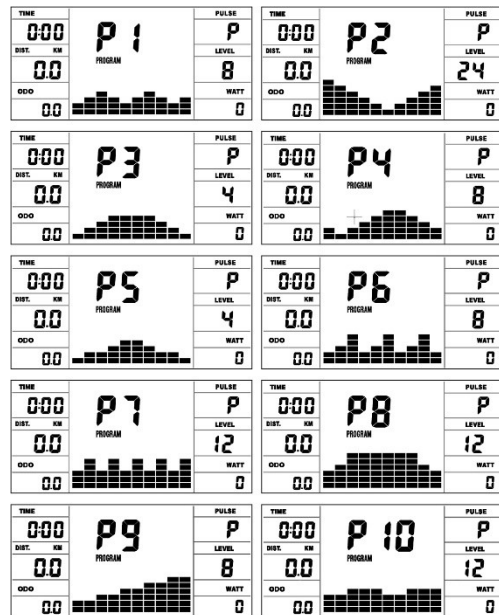 TIME PULSE
0:00 P 1 P
DIST. KM PROGRAM LEVEL
0.0 8
ODO WATT
0.0 0
TIME PULSE
0:00 P2 P
DIST. KM PROGRAM LEVEL
0.0 24
ODO WATT
0.0 0
TIME PULSE
0:00 P3 P
DIST. KM PROGRAM LEVEL
0.0 4
ODO WATT
0.0 0
TIME PULSE
0:00 P4 P
DIST. KM PROGRAM LEVEL
0.0 8
ODO WATT
0.0 0
TIME PULSE
0:00 P5 P
DIST. KM PROGRAM LEVEL
0.0 4
ODO WATT
0.0 0
TIME PULSE
0:00 P6 P
DIST. KM PROGRAM LEVEL
0.0 8
ODO WATT
0.0 0
TIME PULSE
0:00 P7 P
DIST. KM PROGRAM LEVEL
0.0 12
ODO WATT
0.0 0
TIME PULSE
0:00 P8 P
DIST. KM PROGRAM LEVEL
0.0 12
ODO WATT
0.0 0
TIME PULSE
0:00 P9 P
DIST. KM PROGRAM LEVEL
0.0 8
ODO WATT
0.0 0
TIME PULSE
0:00 P 10 P
DIST. KM PROGRAM LEVEL
0.0 12
ODO WATT
0.0 0